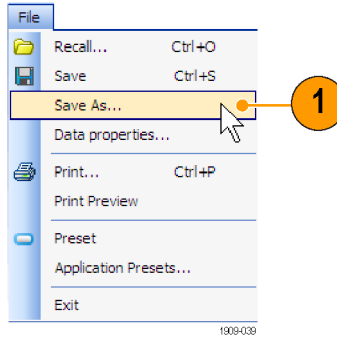 File
Recall... Ctrl+O
Save Ctrl+S
Save As...
1
Data properties...
Print... Ctrl+P
Print Preview
Preset
Application Presets...
Exit
1909-039